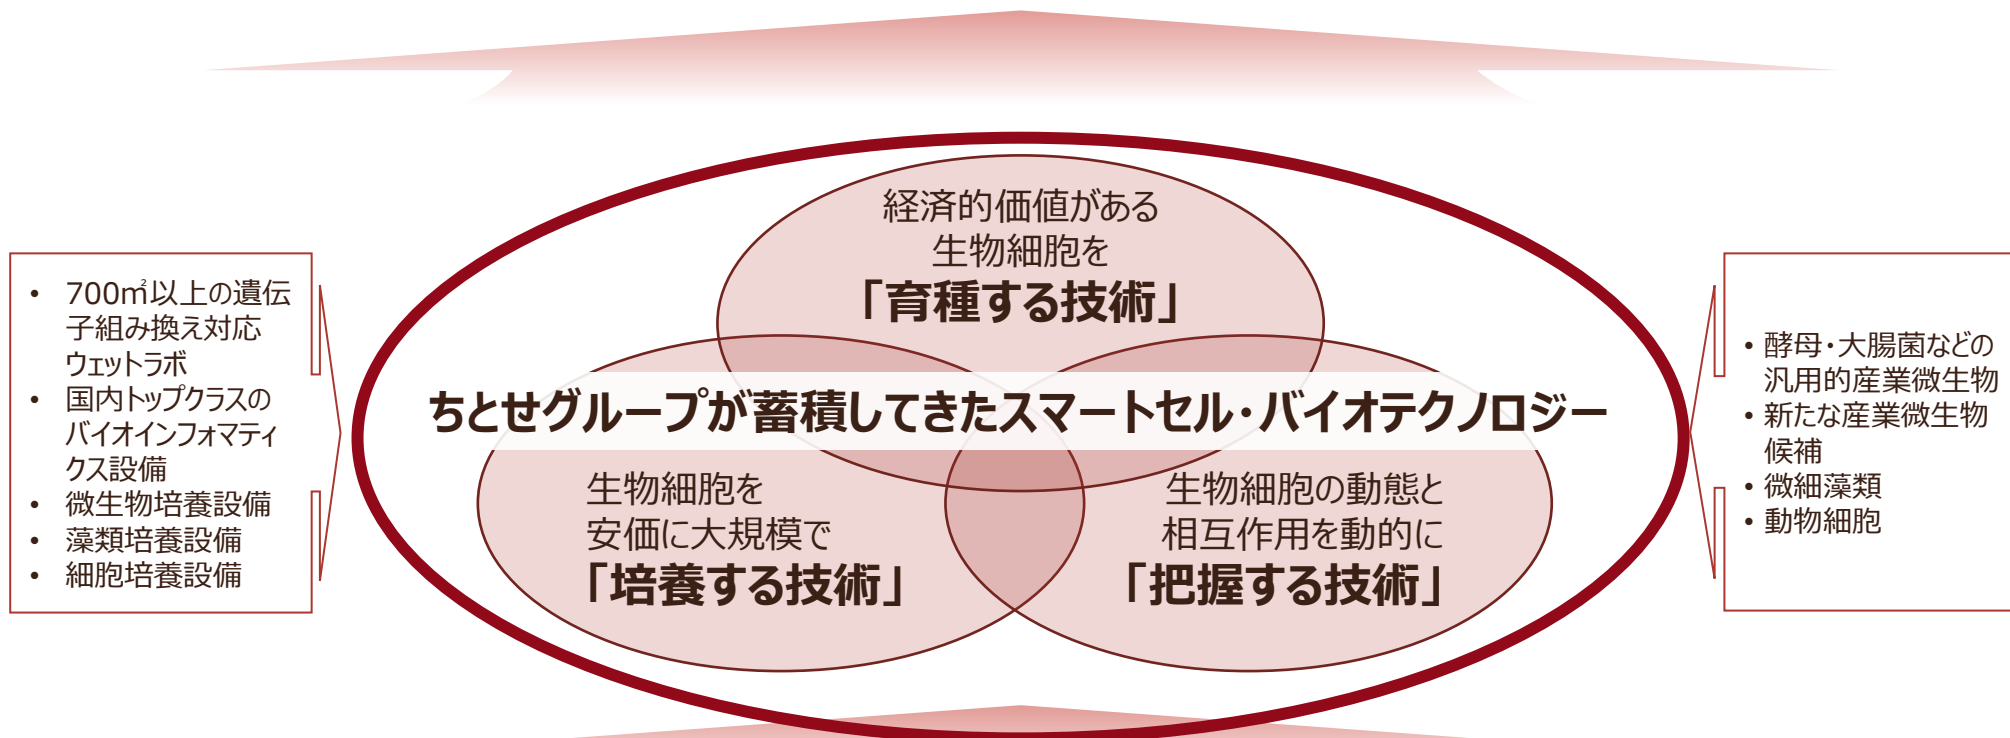 経済的価値がある
生物細胞を
「育種する技術」
ちとせグループが蓄積してきたスマートセル・バイオテクノロジー
生物細胞を
安価に大規模で
「培養する技術」
生物細胞の動態と
相互作用を動的に
「把握する技術」
• 700㎡以上の遺伝
子組み換え対応
ウェットラボ
• 国内トップクラスの
バイオインフォマティ
クス設備
• 微生物培養設備
• 藻類培養設備
• 細胞培養設備
• 酵母・大腸菌などの
汎用的産業微生物
• 新たな産業微生物
候補
• 微細藻類
• 動物細胞